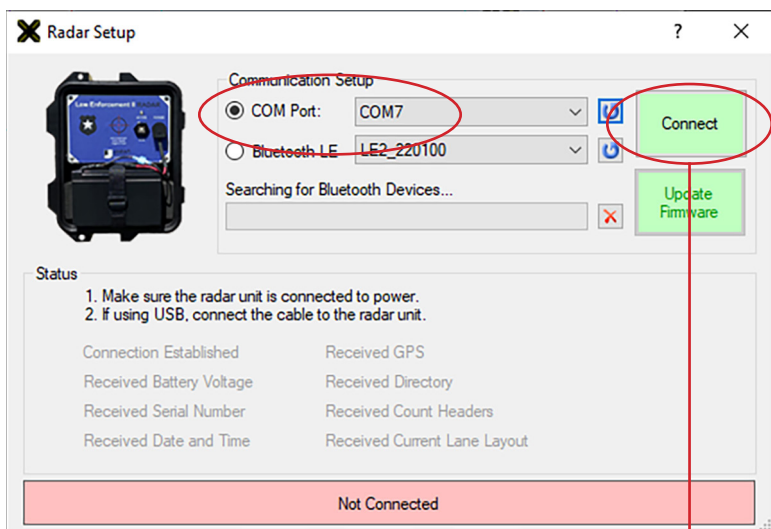 Radar Setup
?
Communication Setup
COM Port:
COM7
Connect
Bluetooth LE
LE2_220100
Searching for Bluetooth Devices...
Update
Firmware
Law Enforcement II RADAR
Status
1. Make sure the radar unit is connected to power.
2. If using USB, connect the cable to the radar unit.
Connection Established
Received GPS
Received Battery Voltage
Received Directory
Received Serial Number
Received Count Headers
Received Date and Time
Received Current Lane Layout
Not Connected